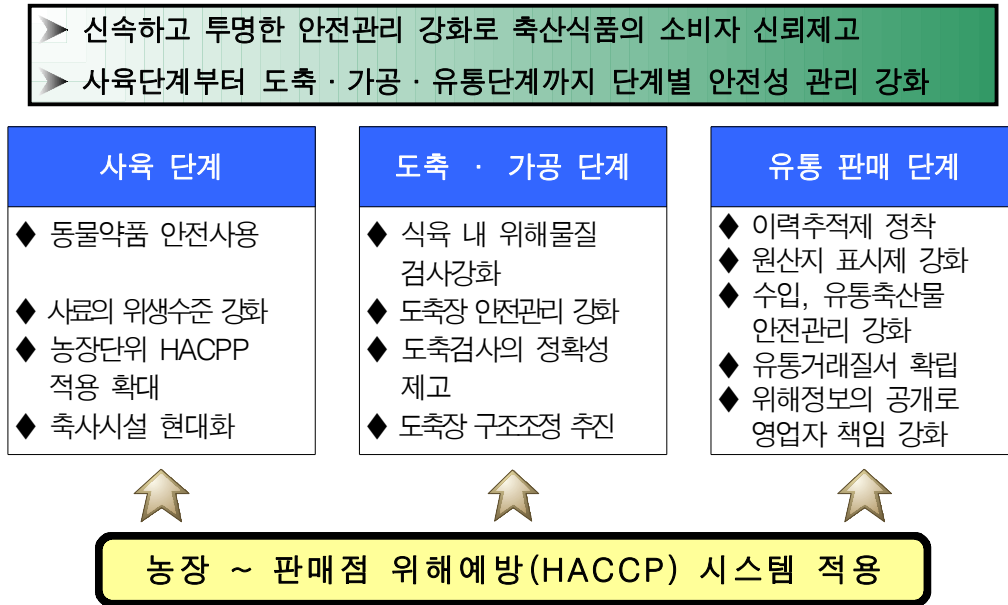 ➢ 신속하고 투명한 안전관리 강화로 축산식품의 소비자 신뢰제고
➢ 사육단계부터 도축 · 가공 · 유통단계까지 단계별 안전성 관리 강화
사육 단계
◆ 동물약품 안전사용
◆ 사료의 위생수준 강화
◆ 농장단위 HACPP
적용 확대
◆ 축사시설 현대화
도축 · 가공 단계
◆ 식육 내 위해물질
검사강화
◆ 도축장 안전관리 강화
◆ 도축검사의 정확성
제고
◆ 도축장 구조조정 추진
유통 판매 단계
◆ 이력추적제 정착
◆ 원산지 표시제 강화
◆ 수입, 유통축산물
안전관리 강화
◆ 유통거래질서 확립
◆ 위해정보의 공개로
영업자 책임 강화
농장 ~ 판매점 위해예방(HACCP) 시스템 적용